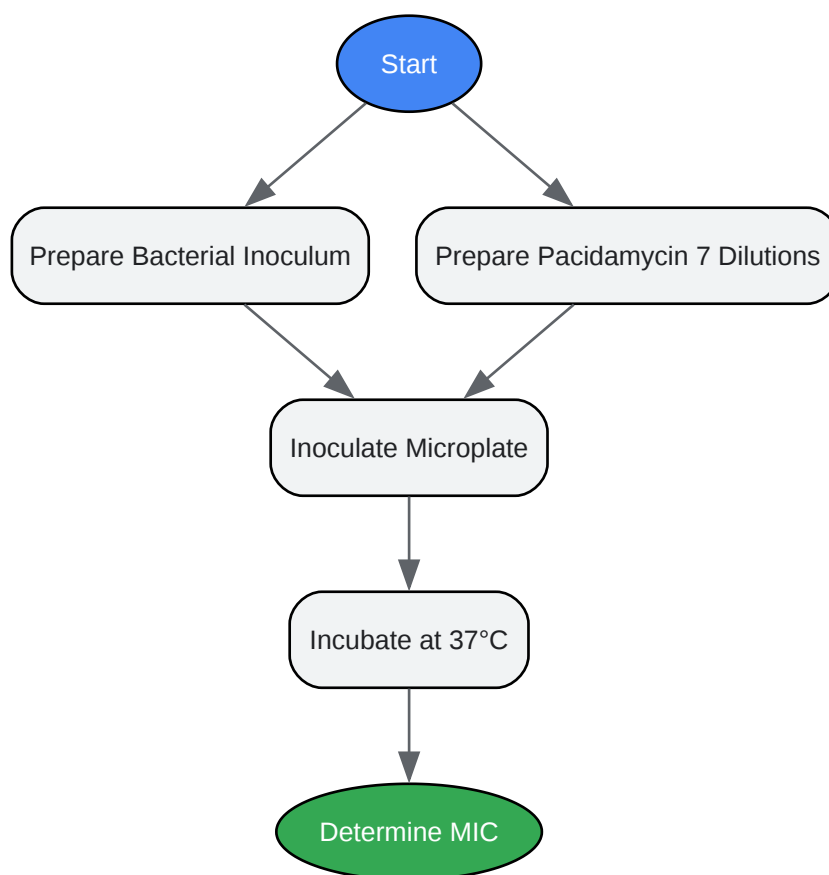 Start
Prepare Bacterial Inoculum
Prepare Pacidamycin 7 Dilutions
Inoculate Microplate
Incubate at 37°C
Determine MIC